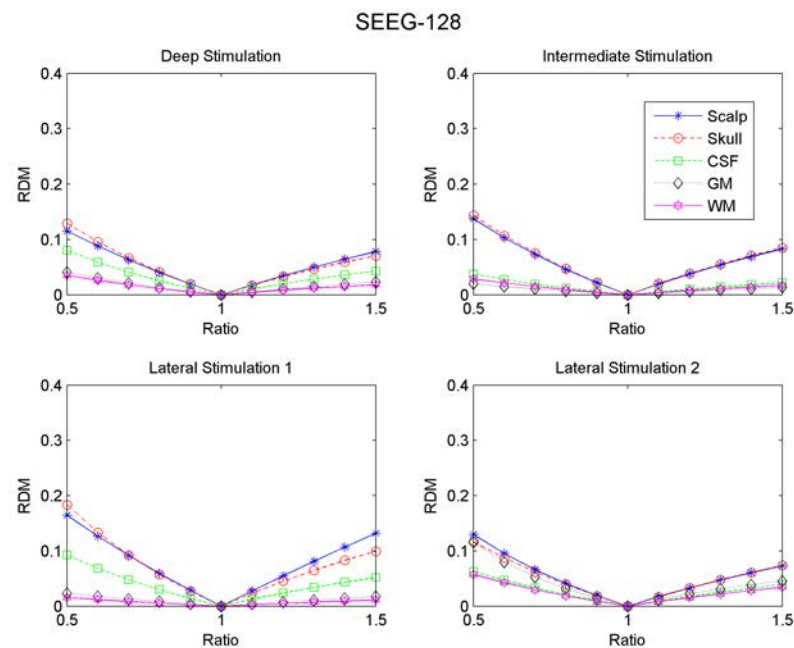 SEEG-128
Deep Stimulation
0.4
0.3
0.2
0.1
0
RDM
0.5
1
1.5
Ratio
Intermediate Stimulation
0.4
0.3
0.2
0.1
0
RDM
0.5
1
1.5
Ratio
Scalp
Skull
CSF
GM
WM
Lateral Stimulation 1
0.4
0.3
0.2
0.1
0
RDM
0.5
1
1.5
Ratio
Lateral Stimulation 2
0.4
0.3
0.2
0.1
0
RDM
0.5
1
1.5
Ratio